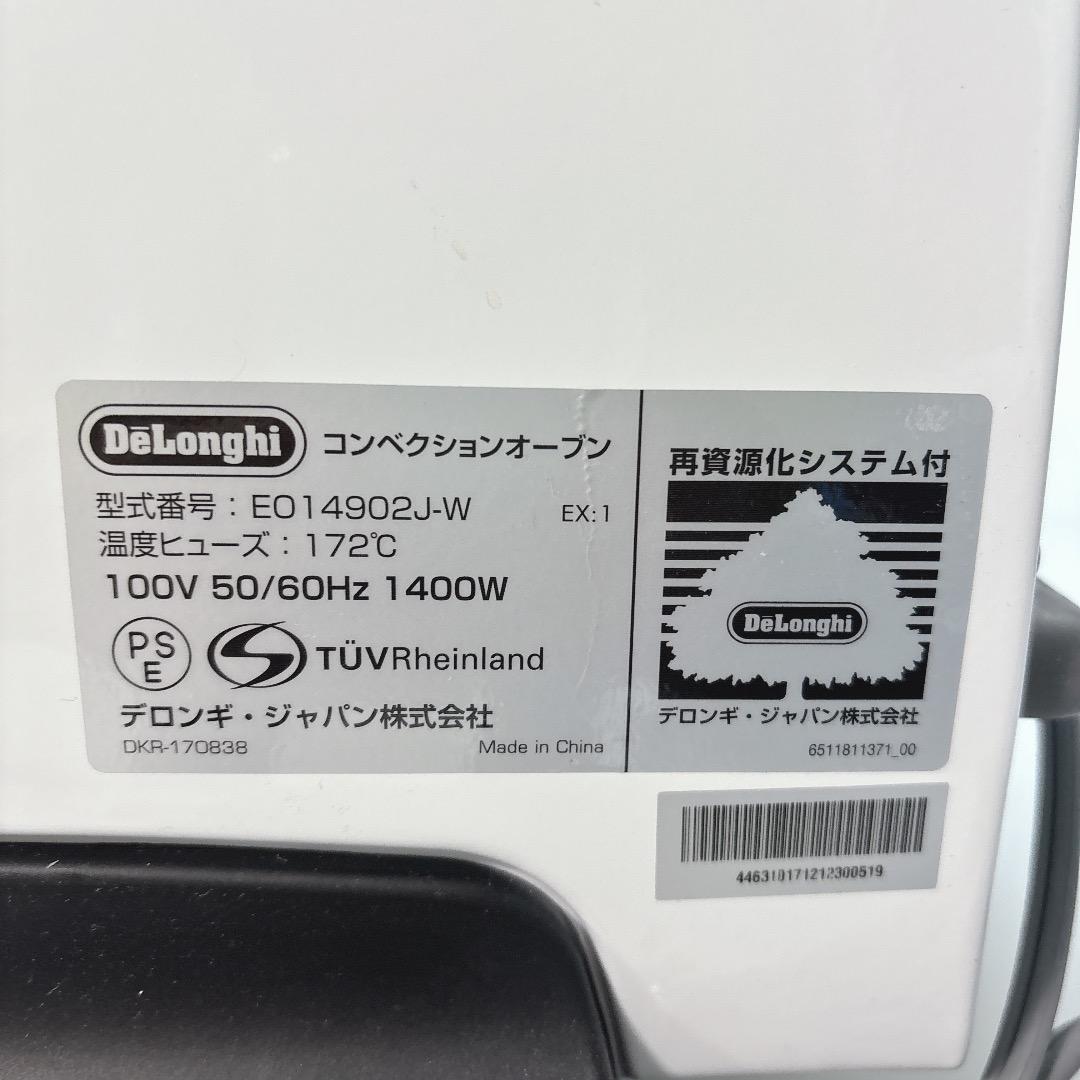 DēLonghi コンベクションオーブン
型式番号：EO14902J-W EX:1
温度ヒューズ：172℃
100V 50/60Hz 1400W
PS
E
TÜVRheinland
デロンギ・ジャパン株式会社
DKR-170838 Made in China
再資源化システム付
DēLonghi
デロンギ・ジャパン株式会社
6511811371_00
446310171212300519